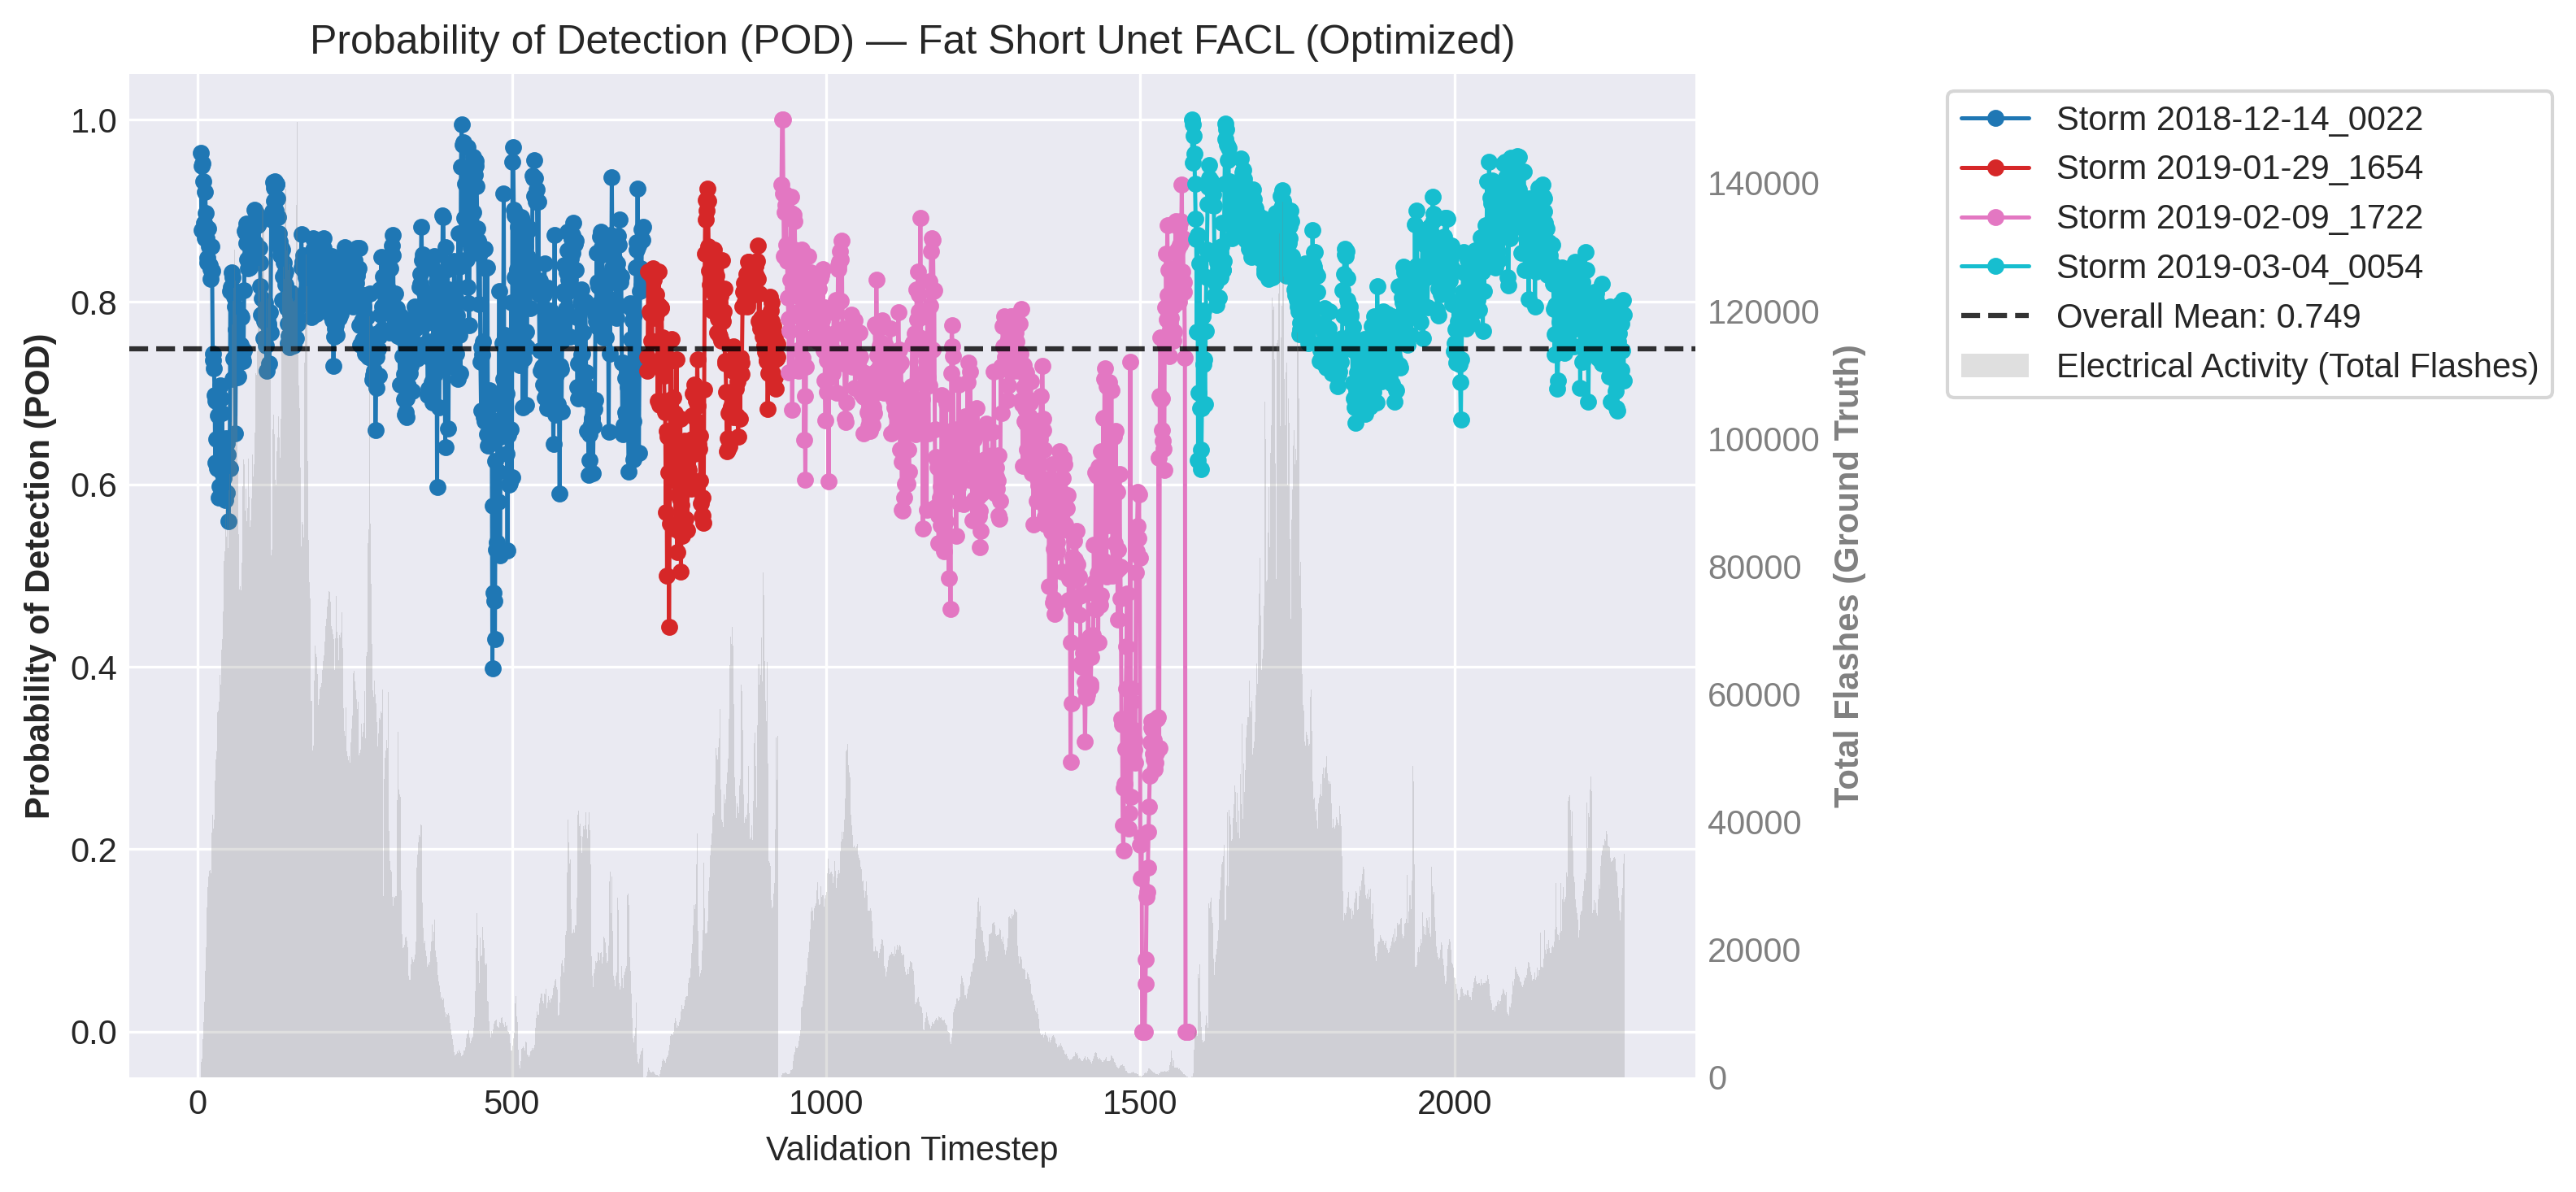 Probability of Detection (POD) — Fat Short Unet FACL (Optimized)
Probability of Detection (POD)
1.0
0.8
0.6
0.4
0.2
0.0
0
500
1000
1500
2000
Validation Timestep
140000
120000
100000
80000
60000
40000
20000
0
Total Flashes (Ground Truth)
Storm 2018-12-14_0022
Storm 2019-01-29_1654
Storm 2019-02-09_1722
Storm 2019-03-04_0054
Overall Mean: 0.749
Electrical Activity (Total Flashes)